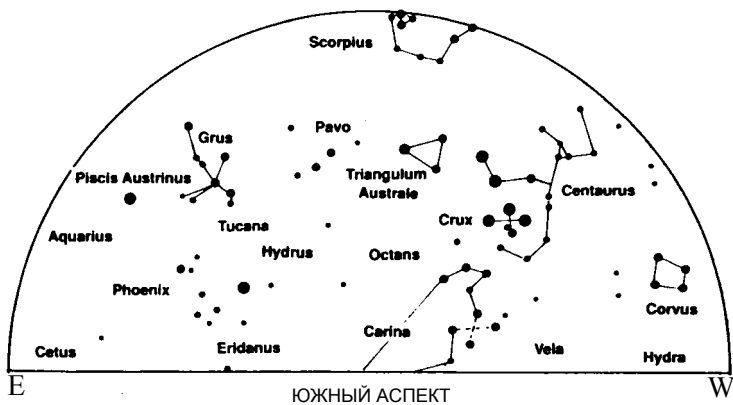 Scorpius
Grus
Pavo
Piscis Austrinus
Triangulum
Australe
Centaurus
Aquarius
Tucana
Crux
Hydrus
Octans
Phoenix
Corvus
Carina
Cetus
Eridanus
Vela
Hydra
E
W
ЮЖНЫЙ АСПЕКТ